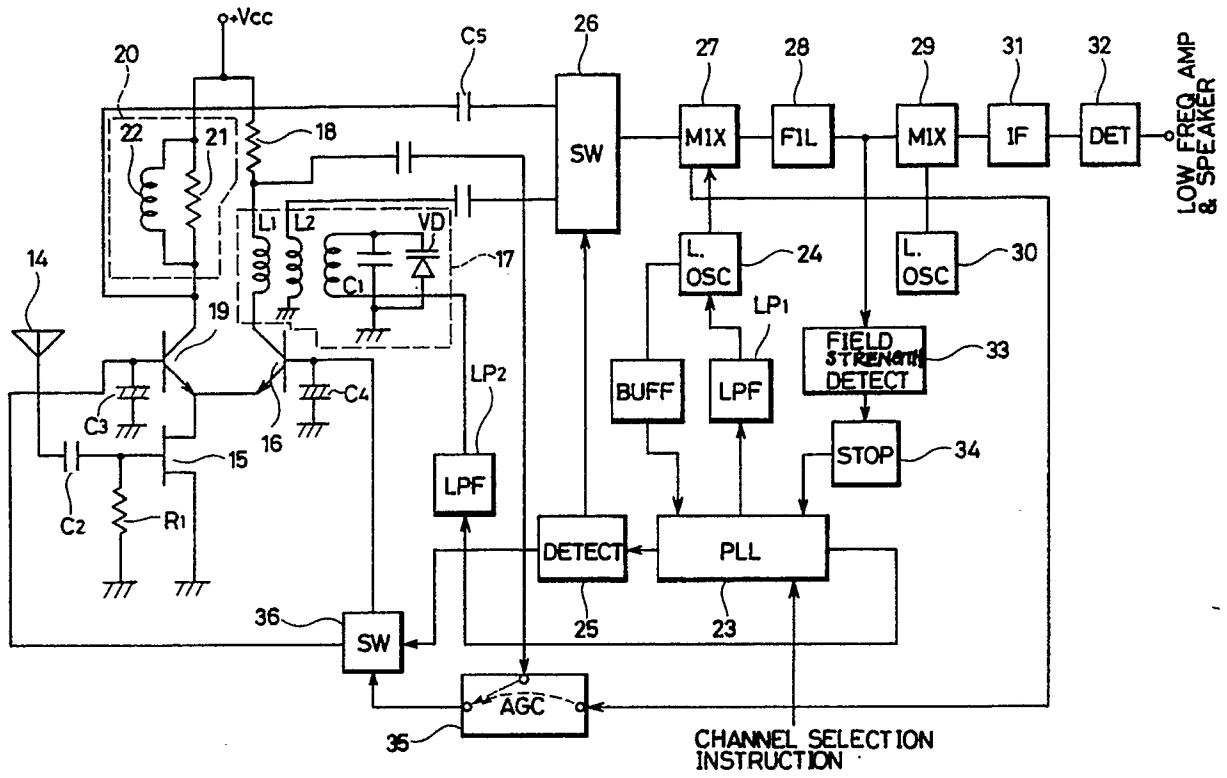 +Vcc
20
C5
26
27
28
29
31
32
22
21
18
SW
MIX
FIL
MIX
IF
DET
LOW FREQ AMP
& SPEAKER
L1
L2
VD
C1
17
14
19
L.
OSC
24
L.
OSC
30
LP1
LP2
FIELD
STRENGTH
DETECT
33
C3
16
C4
BUFF
LPF
15
STOP
34
C2
R1
LPF
DETECT
PLL
25
23
36
SW
AGC
35
CHANNEL SELECTION
INSTRUCTION